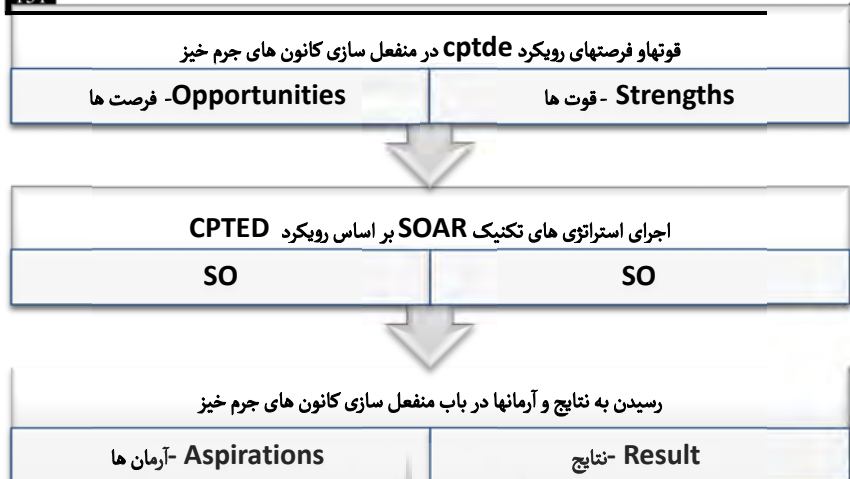 قوتهاو فرصتهای رویکرد cptde در منفعل سازی کانون های جرم خیز
Strengths - قوت ها
Opportunities- فرصت ها
اجرای استراتژی های تکنیک SOAR بر اساس رویکرد CPTED
SO
SO
رسیدن به نتایج و آرمانها در باب منفعل سازی کانون های جرم خیز
Result -نتایج
Aspirations -آرمان ها